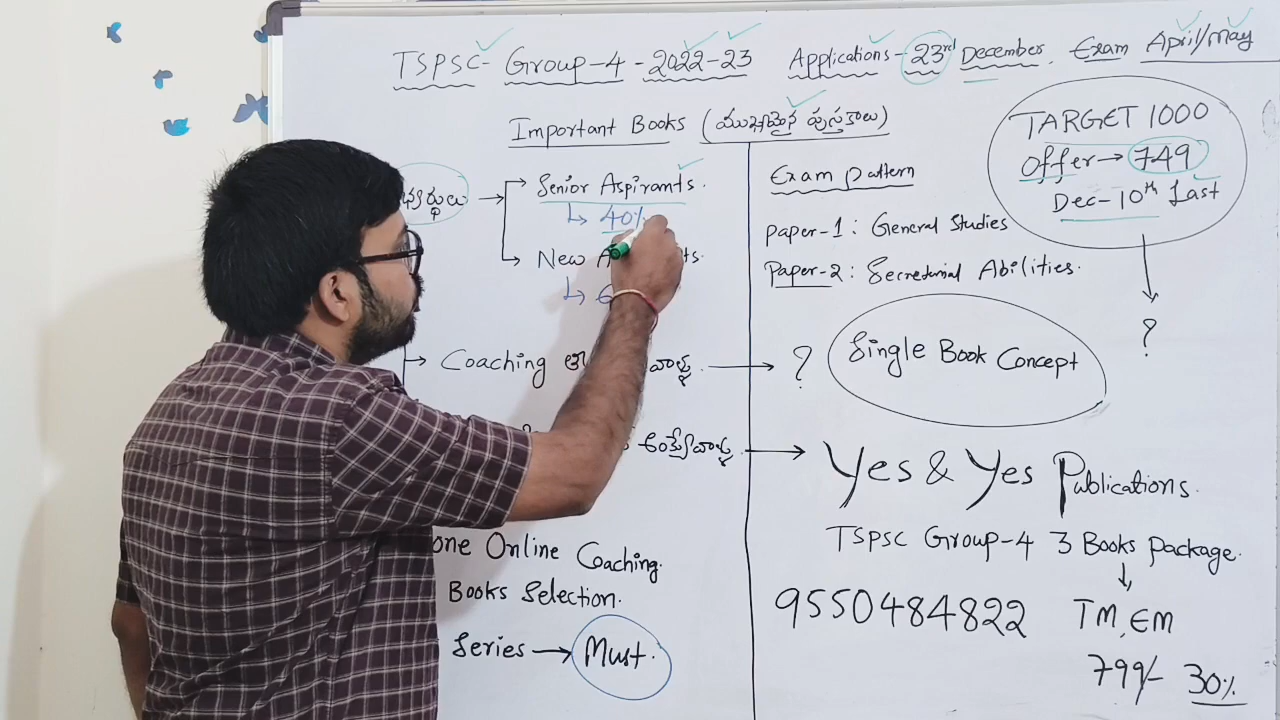 TSPSC - Group-4 - 2022-23 Applications - 23rd December, Exam April/May
Important Books (ముఖ్యమైన పుస్తకాలు)
Senior Aspirants.
↳ 40%
New
↳
→ Coaching
Series → Must.
Online Coaching.
Books Selection.
TARGET 1000
Offer → 749
Dec-10th Last
?
Exam pattern
paper-1: General Studies
Paper-2: Secreterial Abilities.
? Single Book Concept
Yes & Yes Publications.
TSPSC Group-4 3 Books package.
9550484822 TM, EM
799/- 30%